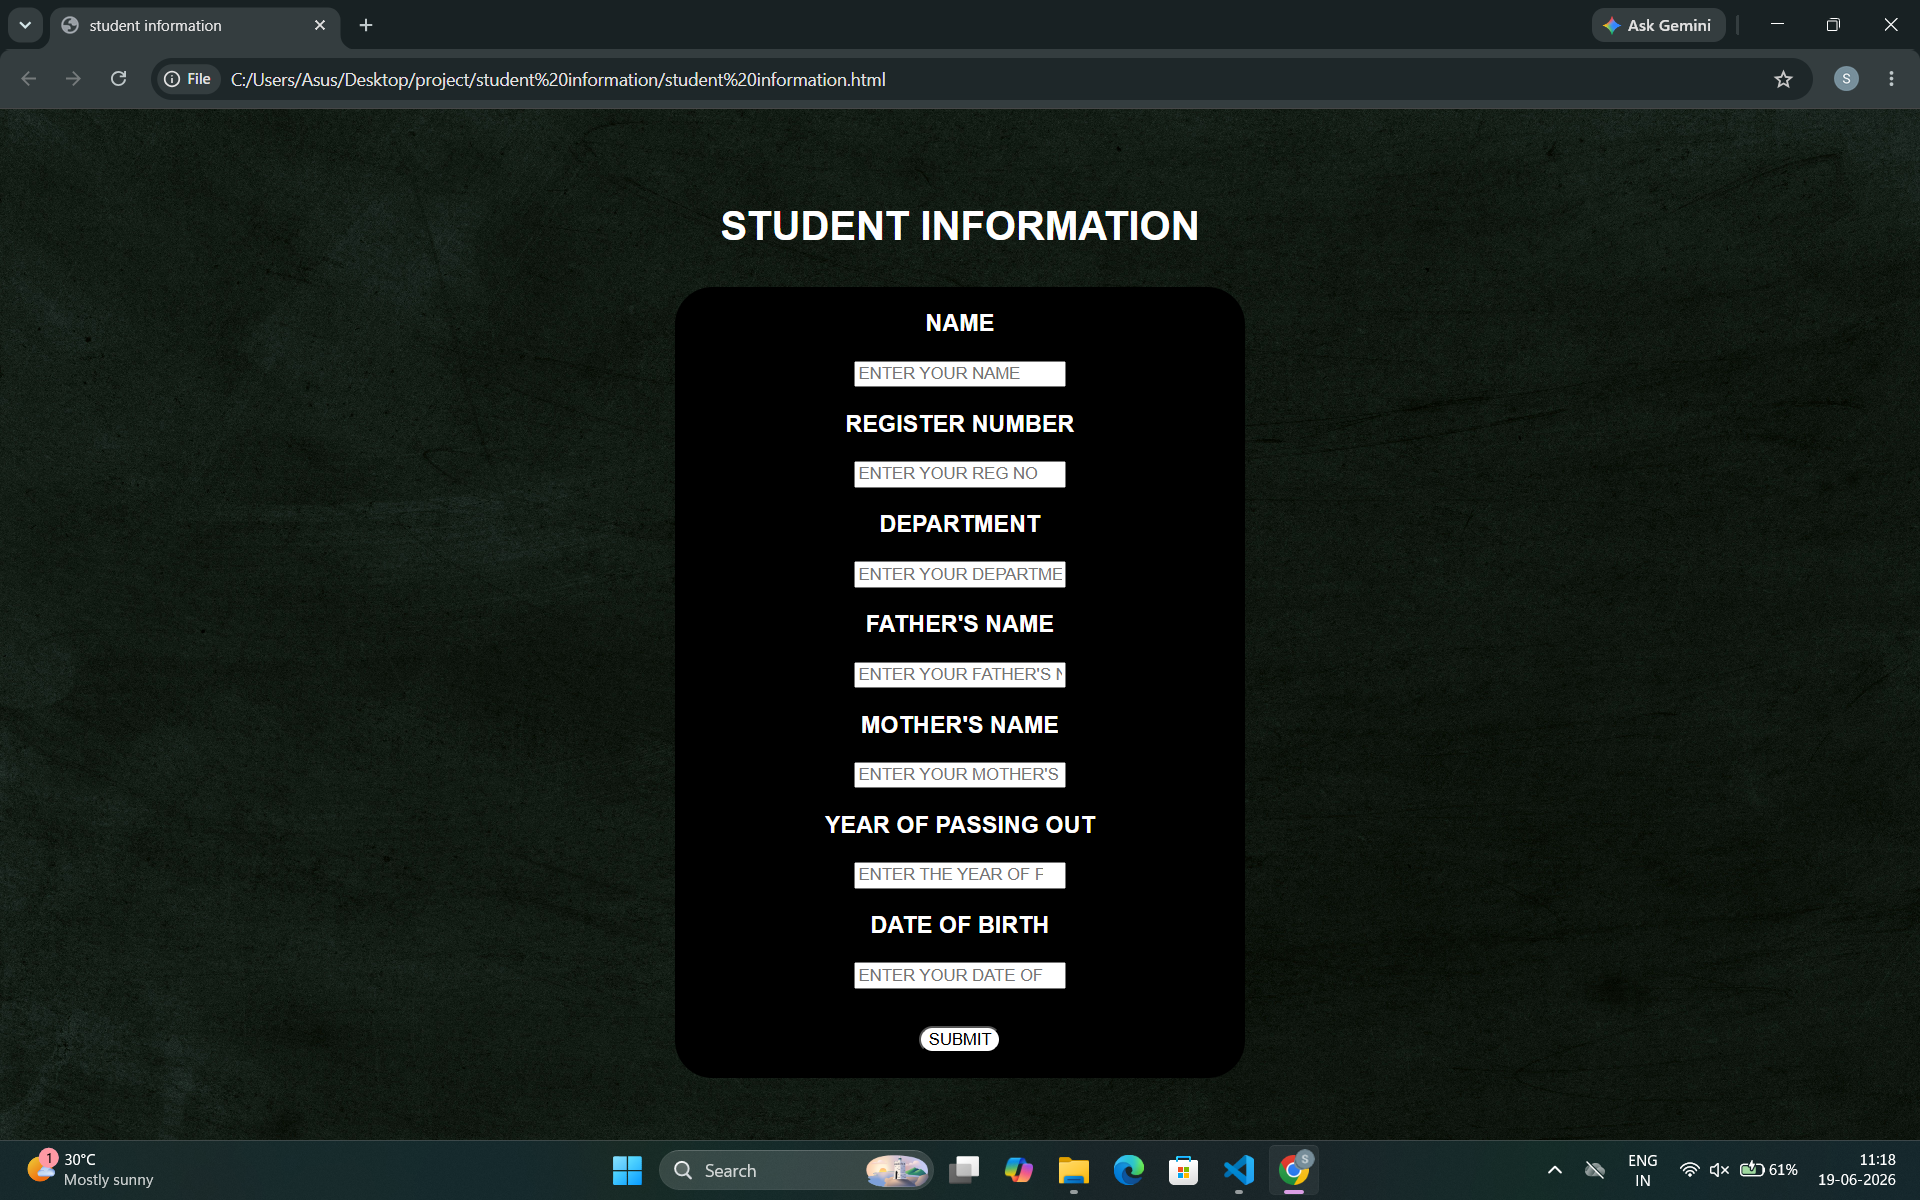 student information
Ask Gemini
File
C:/Users/Asus/Desktop/project/student%20information/student%20information.html
S
STUDENT INFORMATION
NAME
ENTER YOUR NAME
REGISTER NUMBER
ENTER YOUR REG NO
DEPARTMENT
ENTER YOUR DEPARTME
FATHER'S NAME
ENTER YOUR FATHER'S N
MOTHER'S NAME
ENTER YOUR MOTHER'S
YEAR OF PASSING OUT
ENTER THE YEAR OF P
DATE OF BIRTH
ENTER YOUR DATE OF
SUBMIT
1
30°C
Mostly sunny
Search
S
ENG
IN
61%
11:18
19-06-2026